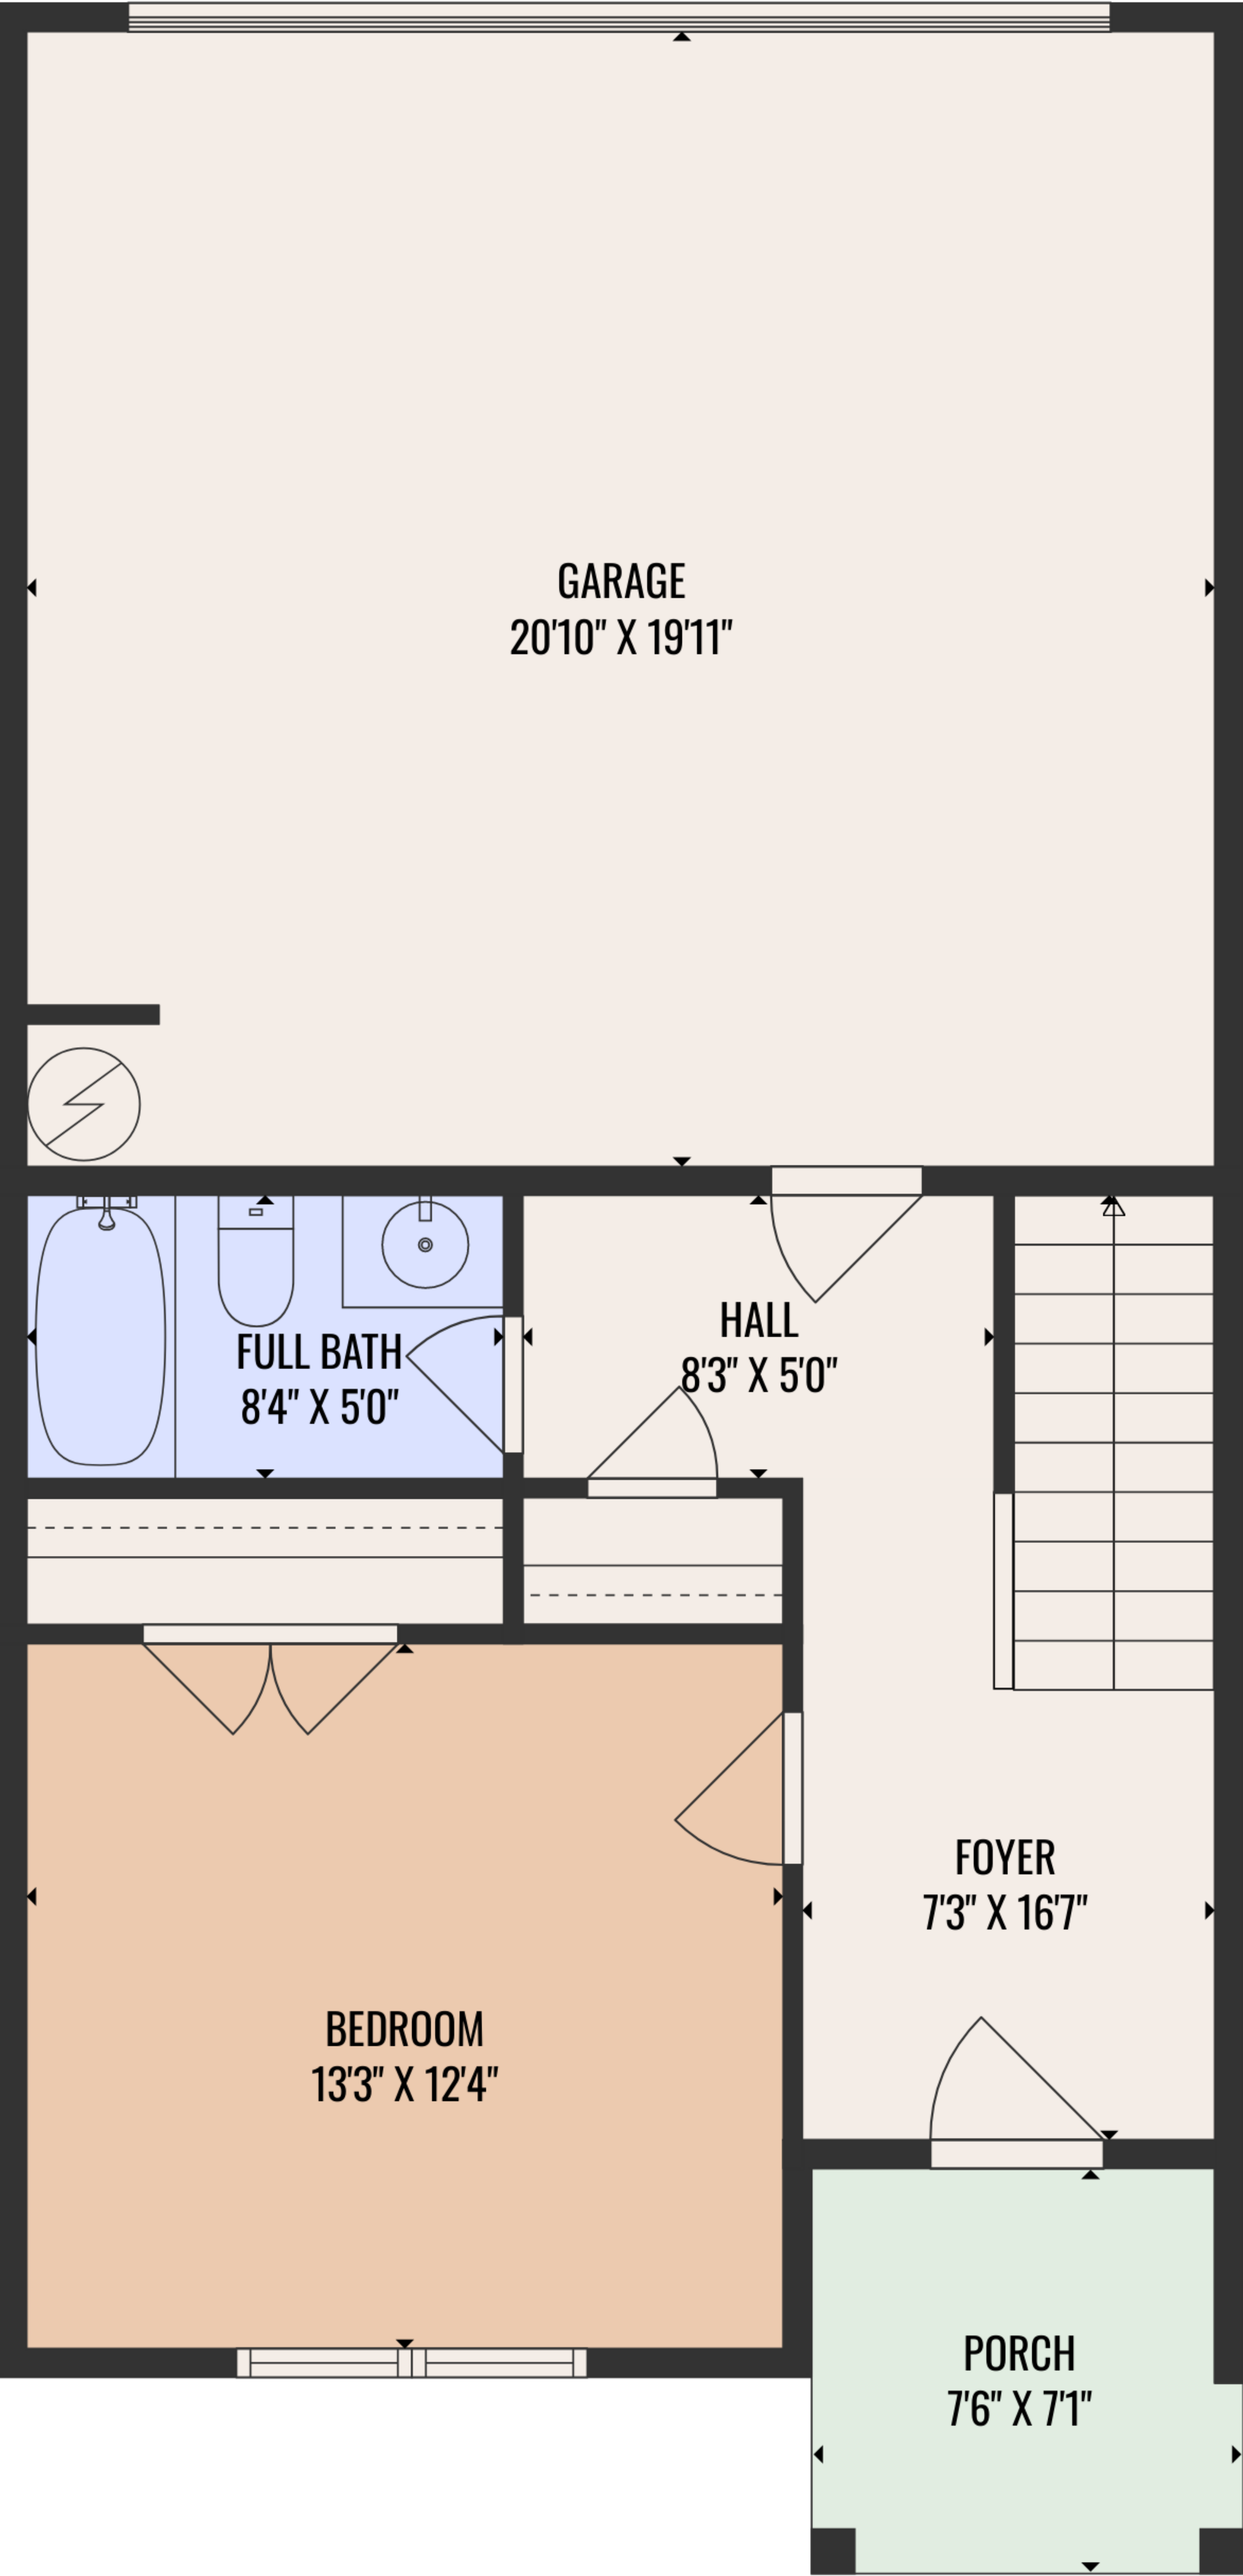 GARAGE
20'10" X 19'11"
HALL
8'3" X 5'0"
FULL BATH
8'4" X 5'0"
FOYER
7'3" X 16'7"
BEDROOM
13'3" X 12'4"
PORCH
7'6" X 7'1"